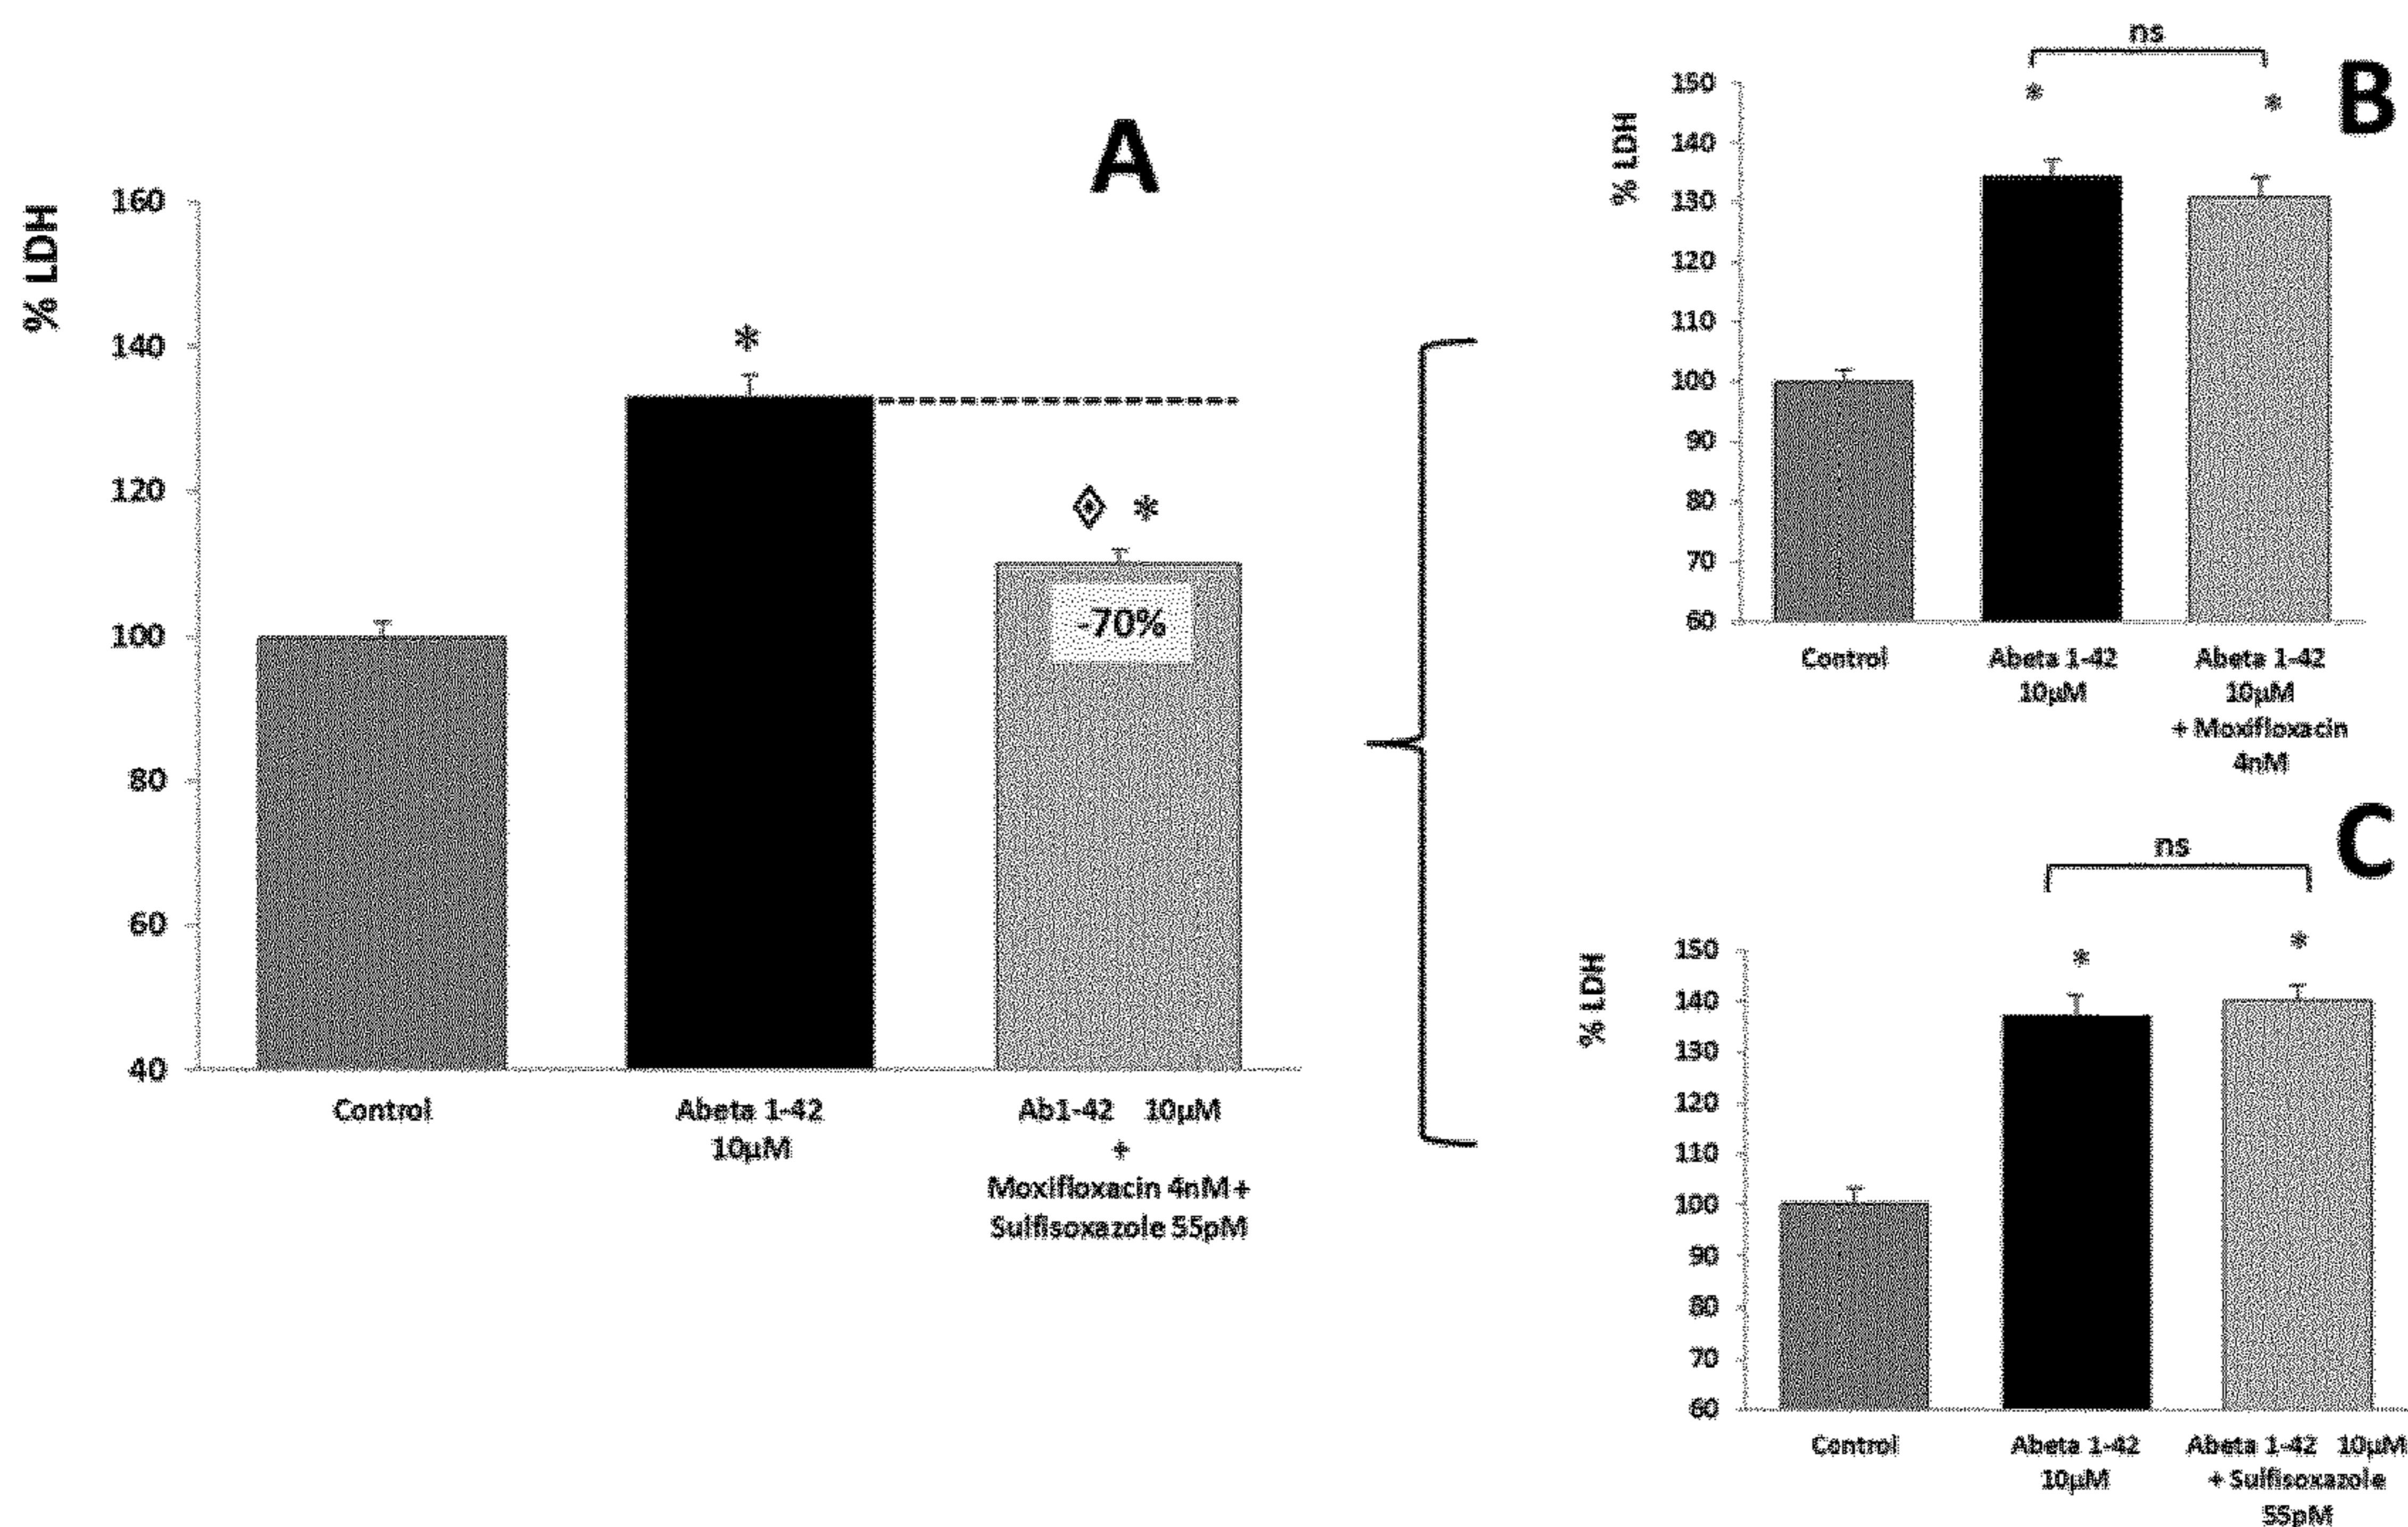 A
% LDH
160
140
120
100
80
60
40
*
◊ *
-70%
Control
Abeta 1-42
10µM
Ab1-42 10µM
+
Moxifloxacin 4nM+
Sulfisoxazole 55pM
B
ns
% LDH
150
140
130
120
110
100
90
80
70
60
*
*
Control
Abeta 1-42
10µM
Abeta 1-42
10µM
+ Moxifloxacin
4nM
C
ns
% LDH
150
140
130
120
110
100
90
80
70
60
*
*
Control
Abeta 1-42
10µM
Abeta 1-42 10µM
+ Sulfisoxazole
55pM